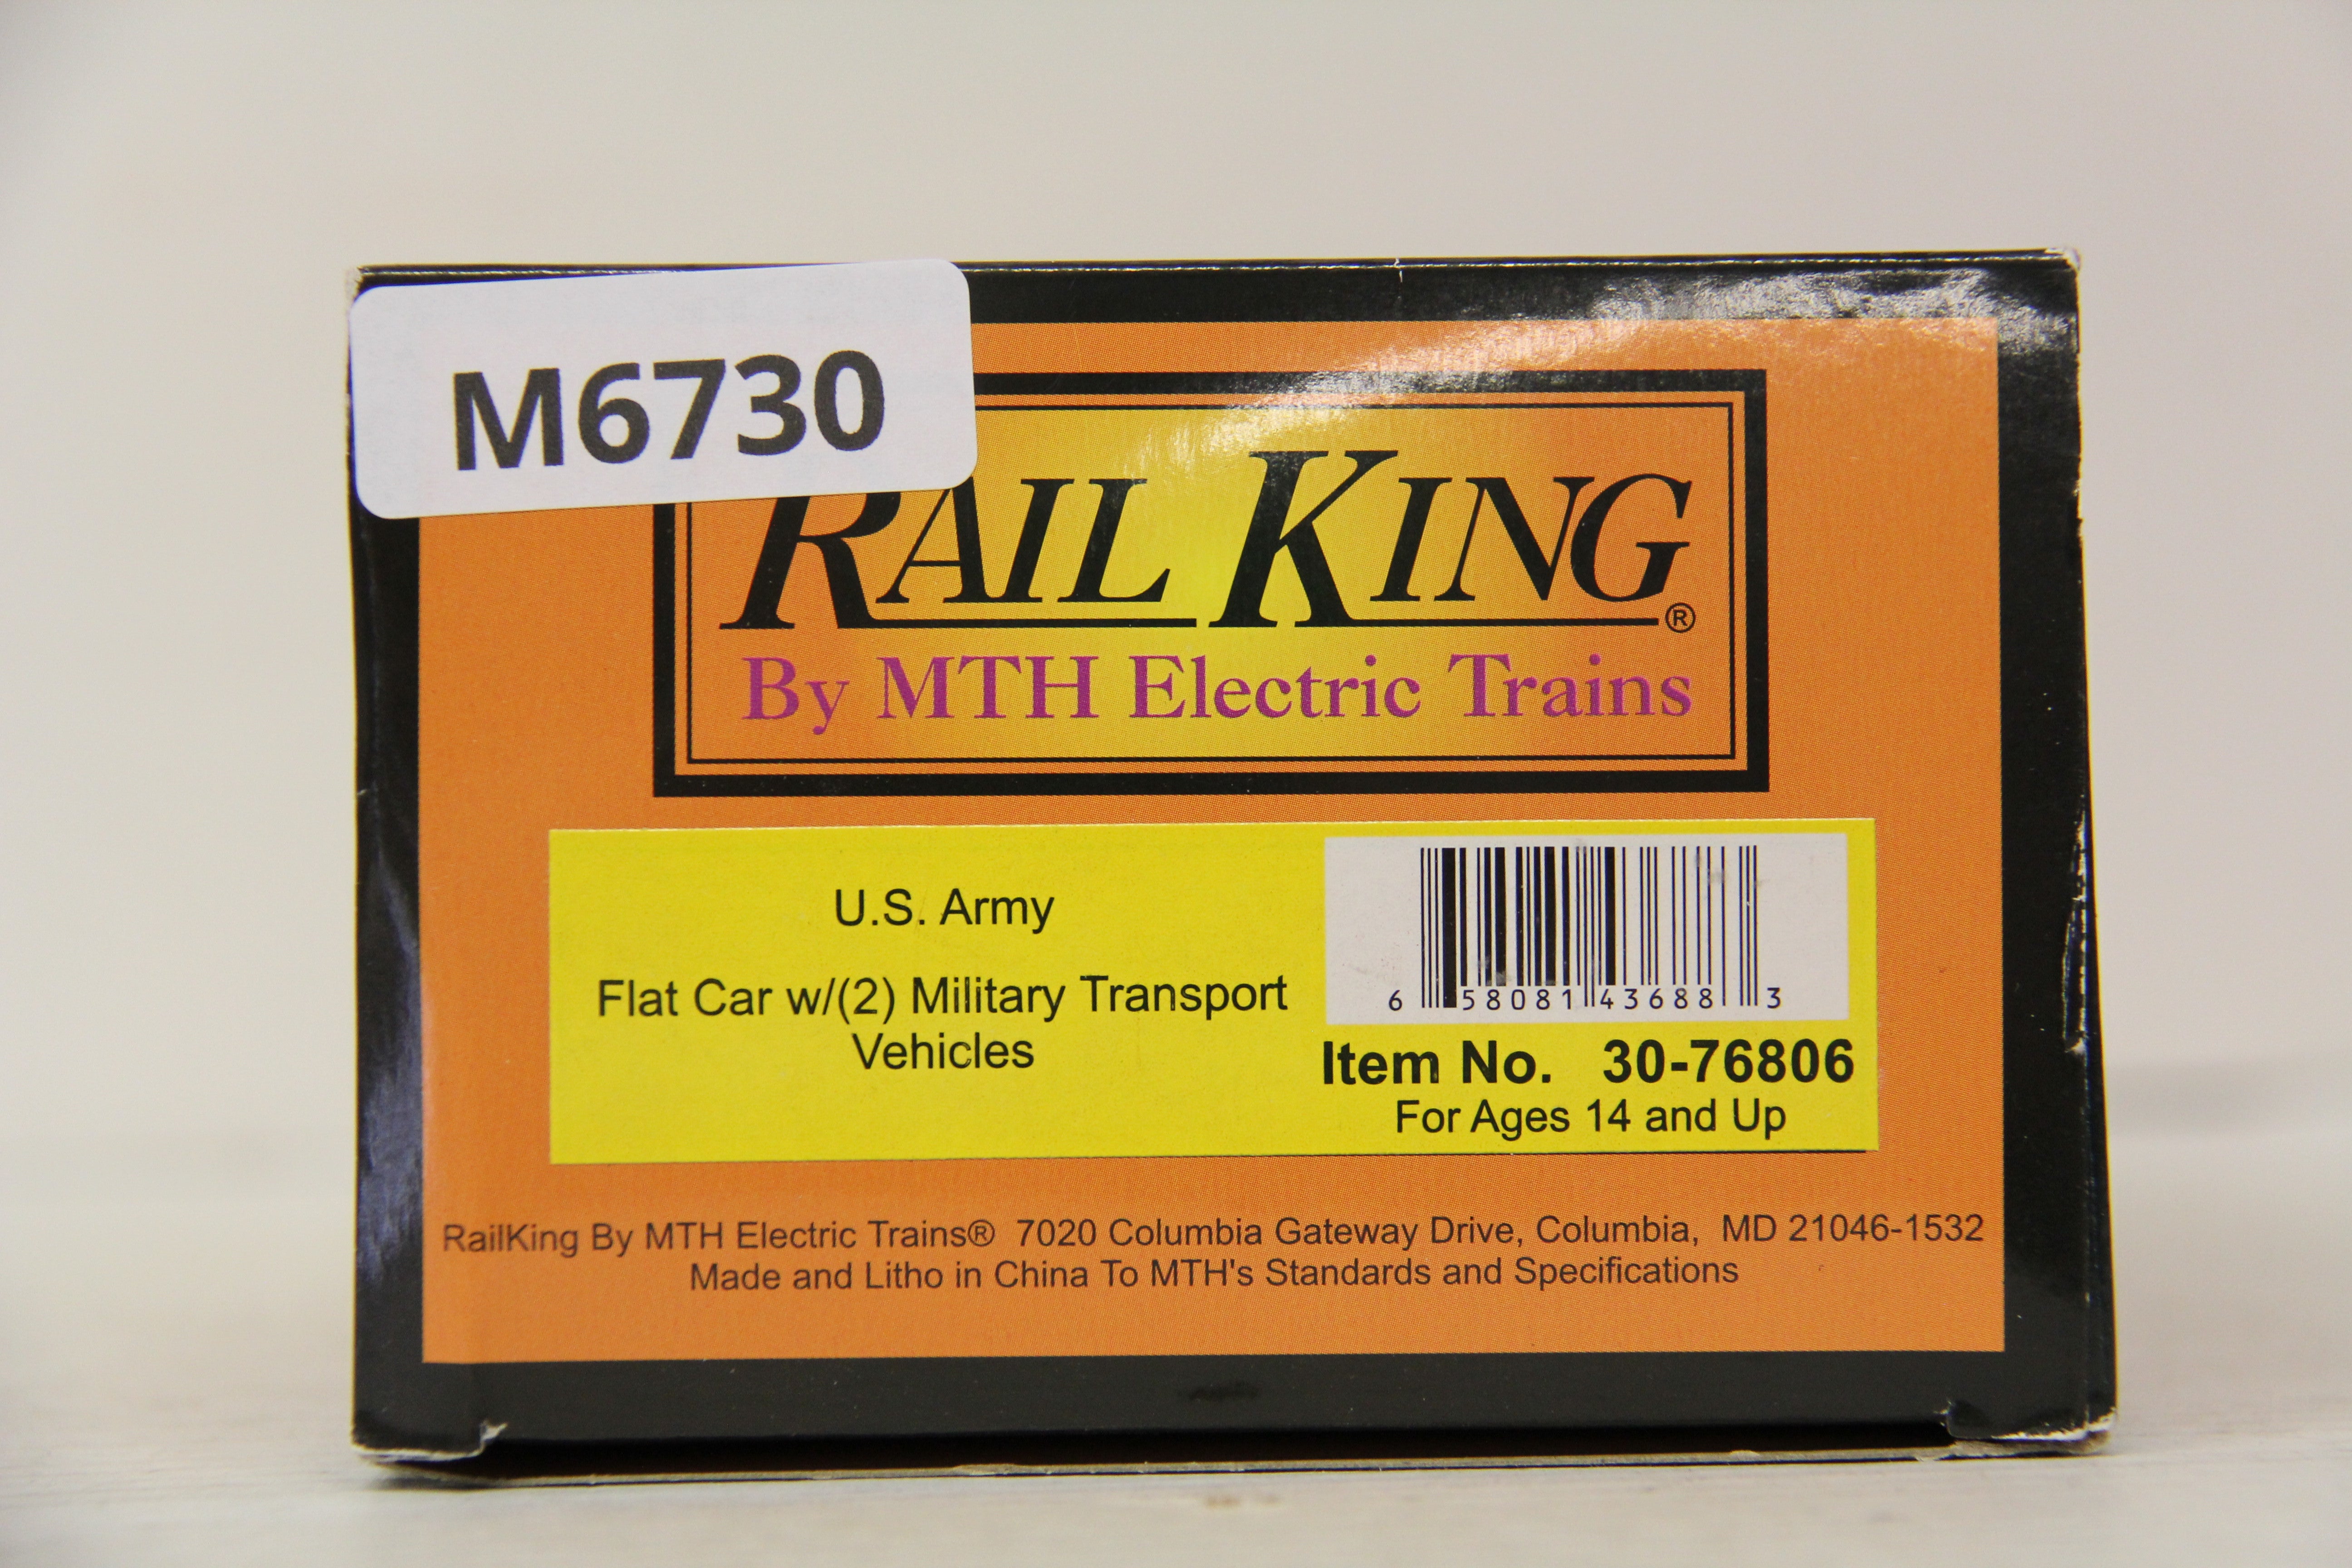 M6730
RAIL KING®
By MTH Electric Trains
U.S. Army
Flat Car w/(2) Military Transport
Vehicles
6 58081 43688 3
Item No. 30-76806
For Ages 14 and Up
RailKing By MTH Electric Trains® 7020 Columbia Gateway Drive, Columbia, MD 21046-1532
Made and Litho in China To MTH's Standards and Specifications